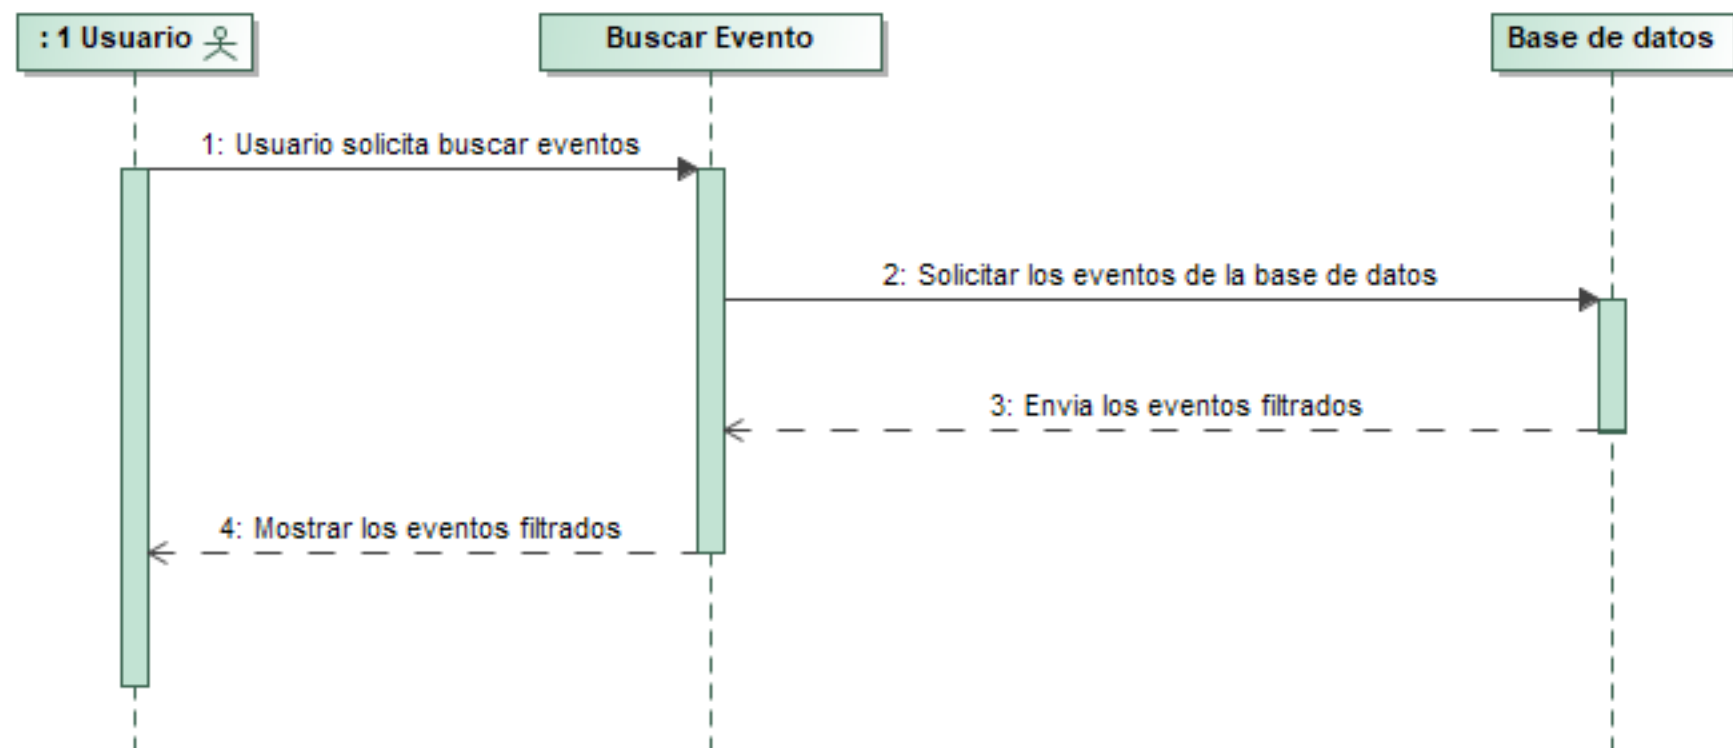 : 1 Usuario
Buscar Evento
Base de datos
1: Usuario solicita buscar eventos
2: Solicitar los eventos de la base de datos
3: Envia los eventos filtrados
4: Mostrar los eventos filtrados